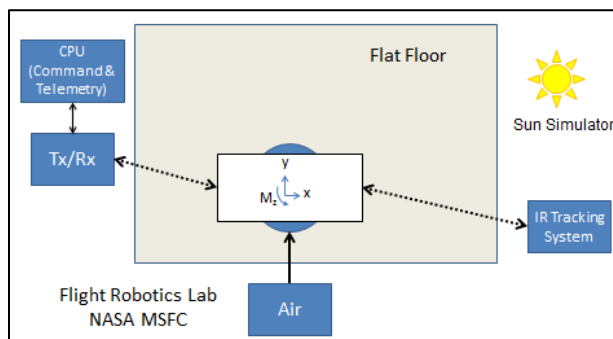 CPU
(Command &
Telemetry)
Tx/Rx
Flat Floor
Sun Simulator
y
Mz
x
IR Tracking
System
Flight Robotics Lab
NASA MSFC
Air